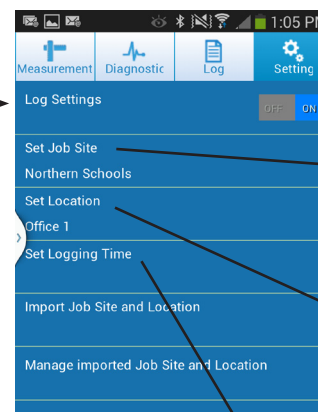 1:05 PM
Measurement Diagnostic Log Setting
Log Settings
OFF ON
Set Job Site
Northern Schools
Set Location
Office 1
Set Logging Time
Import Job Site and Location
Manage imported Job Site and Location